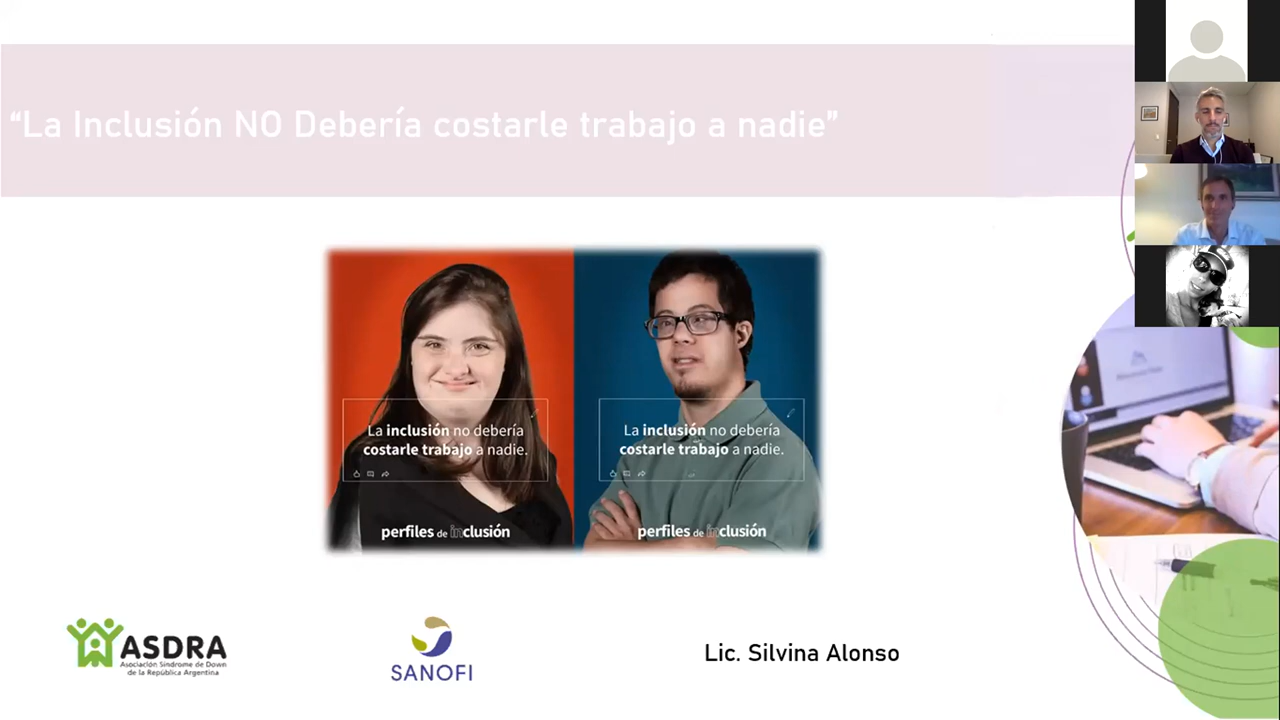 “La Inclusión NO Debería costarle trabajo a nadie”
La inclusión no debería
costarle trabajo a nadie.
perfiles de inclusión
La inclusión no debería
costarle trabajo a nadie.
perfiles de inclusión
ASDRA
Asociación Síndrome de Down
de la República Argentina
SANOFI
Lic. Silvina Alonso